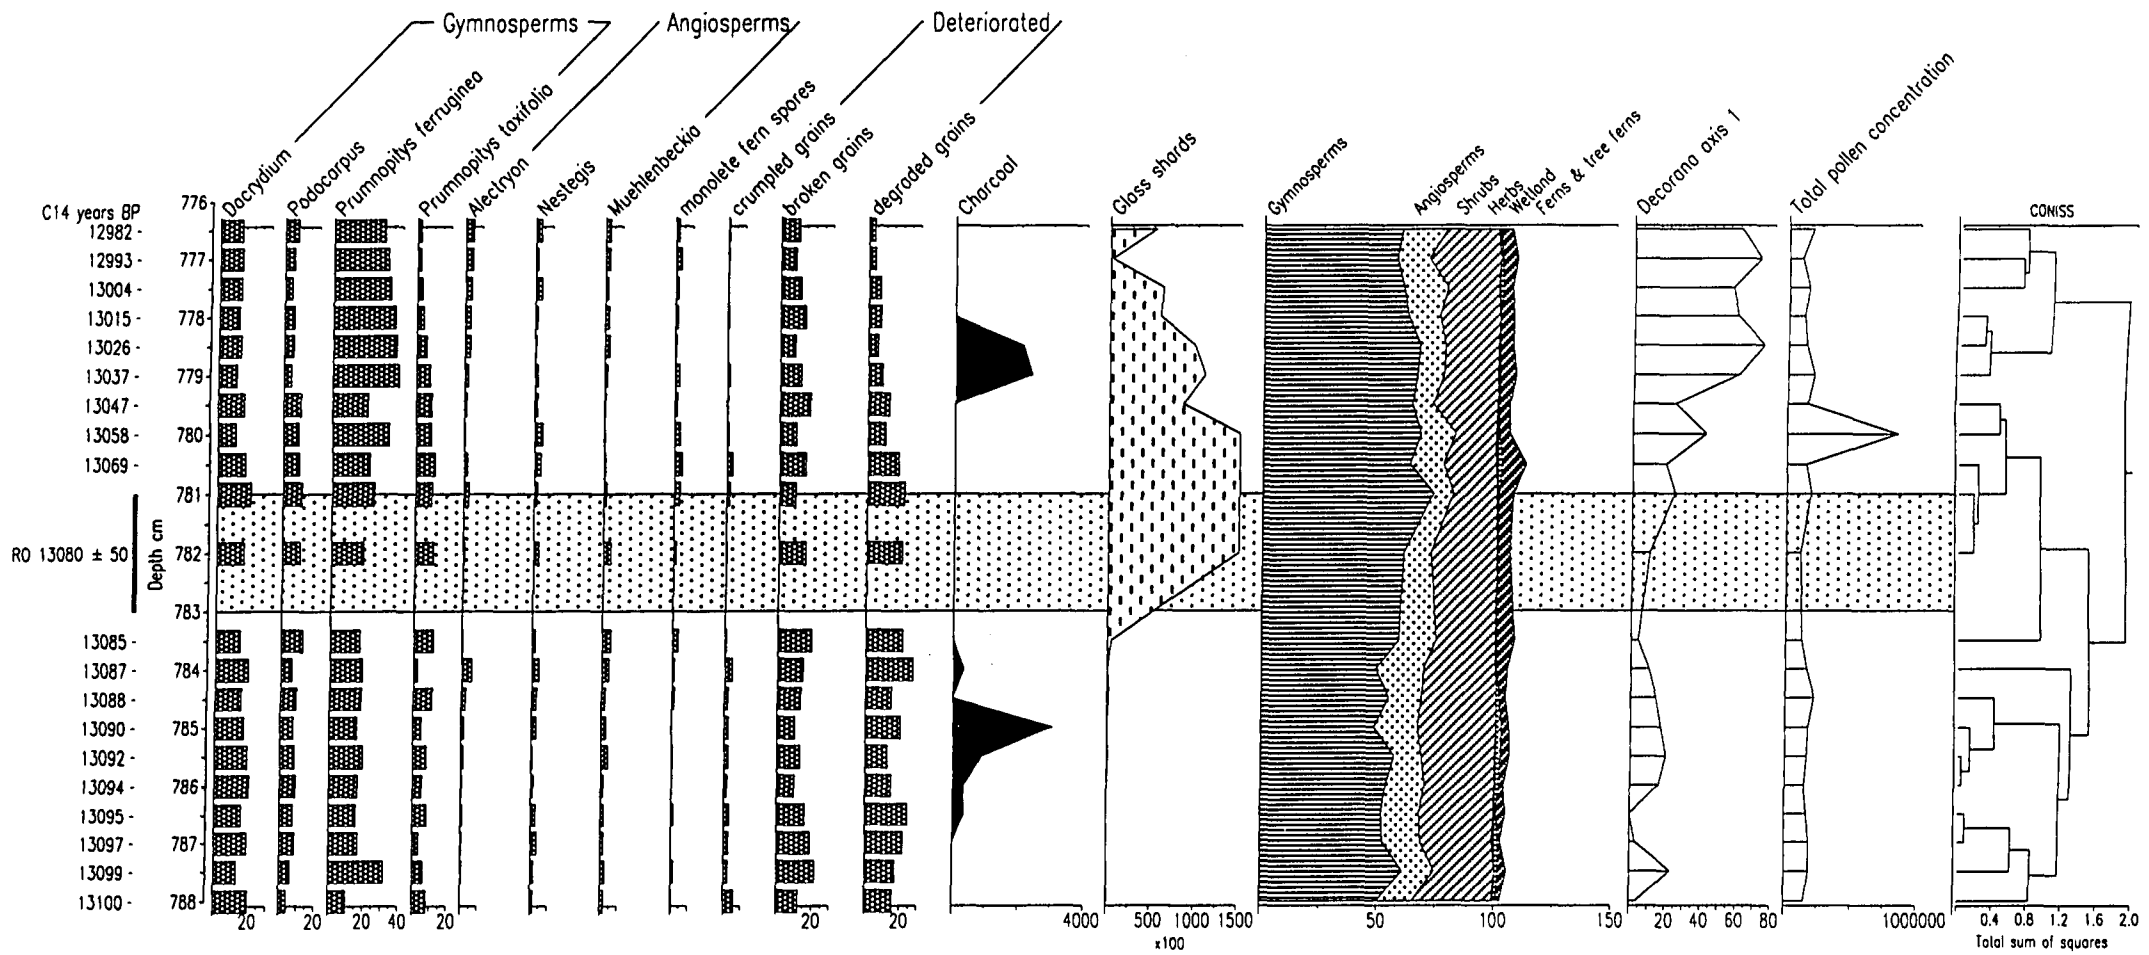 Gymnosperms
Angiosperms
Deteriorated
Dacrydium
Podocarpus
Prumnopitys ferruginea
Prumnopitys taxifolia
Alectryon
Nestegis
Muehlenbeckia
monolete fern spores
crumpled grains
broken grains
degraded grains
Charcoal
Glass shards
Gymnosperms
Angiosperms
Shrubs
Herbs
Wetland
Ferns & tree ferns
Decorana axis 1
Total pollen concentration
CONISS
C14 years BP
776
12982 -
12993 - 777
13004 -
13015 - 778
13026 -
13037 - 779
13047 -
13058 - 780
13069 -
781
RO 13080 ± 50 782
Depth cm
783
13085 -
13087 - 784
13088 -
13090 - 785
13092 -
13094 - 786
13095 -
13097 - 787
13099 -
13100 - 788
20 20 20 40 20 20 20 4000 500 1000 1500 50 100 150 20 40 60 80 1000000 0.4 0.8 1.2 1.6 2.0
x100
Total sum of squares